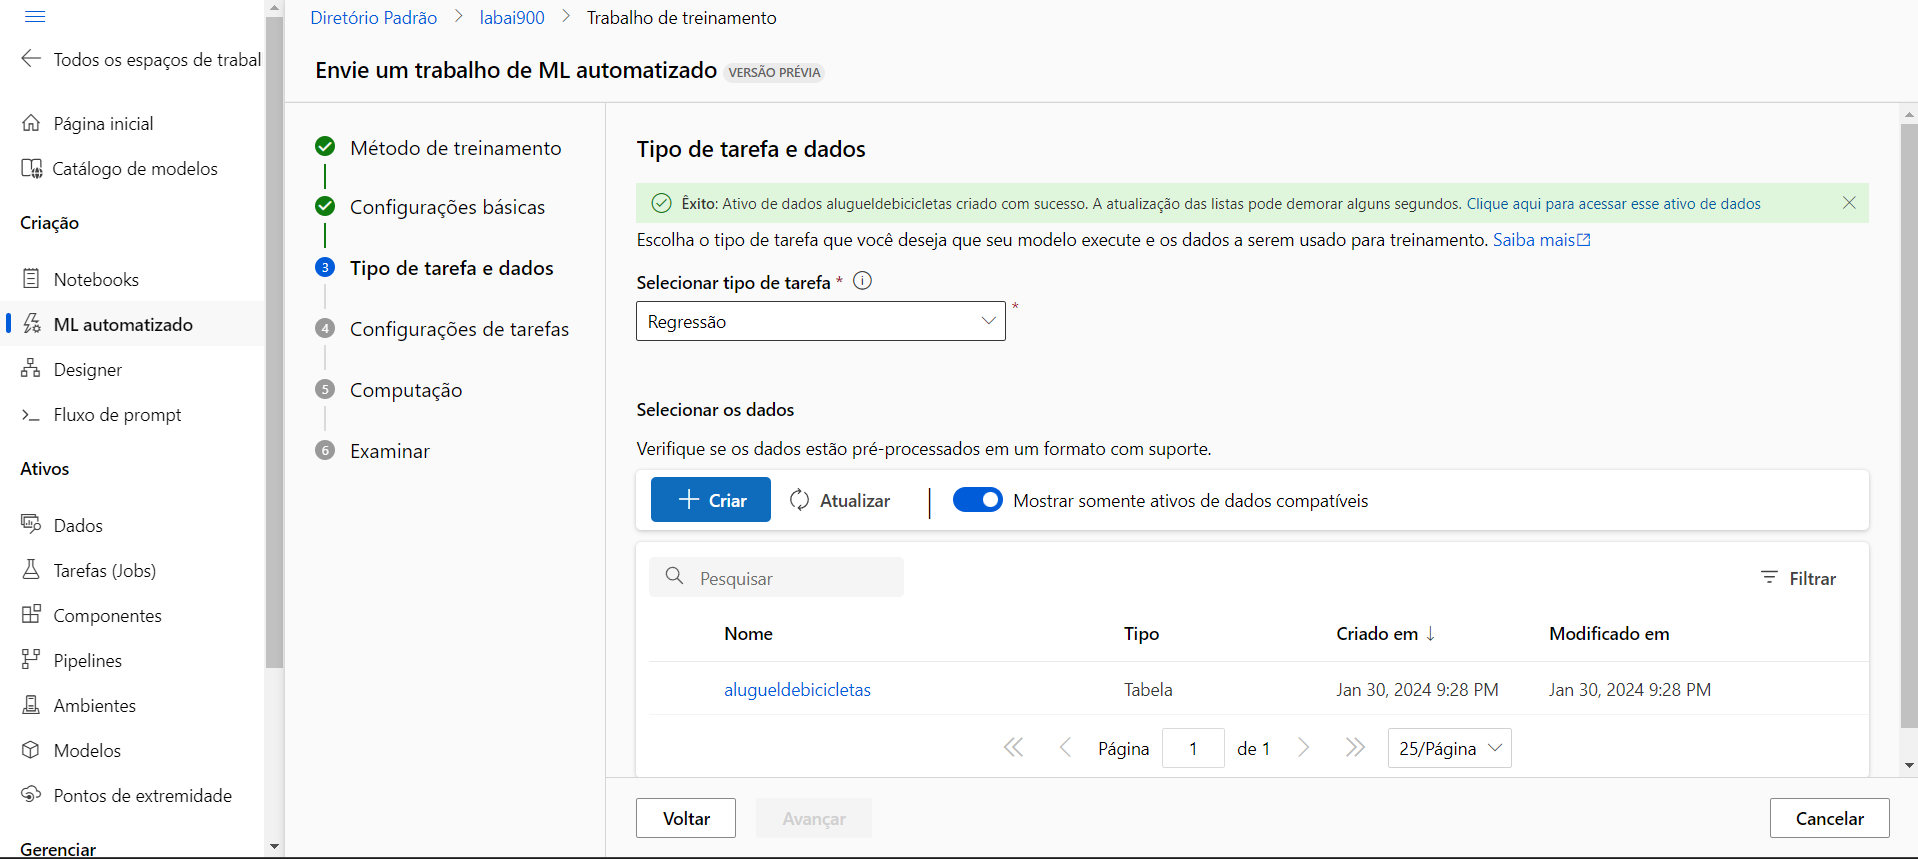 Diretório Padrão > labai900 > Trabalho de treinamento
Todos os espaços de trabal
Envie um trabalho de ML automatizado VERSÃO PRÉVIA
Página inicial
Catálogo de modelos
Criação
Notebooks
ML automatizado
Designer
Fluxo de prompt
Ativos
Dados
Tarefas (Jobs)
Componentes
Pipelines
Ambientes
Modelos
Pontos de extremidade
Gerenciar
Método de treinamento
Configurações básicas
3 Tipo de tarefa e dados
4 Configurações de tarefas
5 Computação
6 Examinar
Tipo de tarefa e dados
Êxito: Ativo de dados alugueldebicicletas criado com sucesso. A atualização das listas pode demorar alguns segundos. Clique aqui para acessar esse ativo de dados
Escolha o tipo de tarefa que você deseja que seu modelo execute e os dados a serem usado para treinamento. Saiba mais
Selecionar tipo de tarefa *
Regressão *
Selecionar os dados
Verifique se os dados estão pré-processados em um formato com suporte.
Criar Atualizar | Mostrar somente ativos de dados compatíveis
Pesquisar Filtrar
Nome Tipo Criado em ↓ Modificado em
alugueldebicicletas Tabela Jan 30, 2024 9:28 PM Jan 30, 2024 9:28 PM
Página 1 de 1 25/Página
Voltar Avançar Cancelar